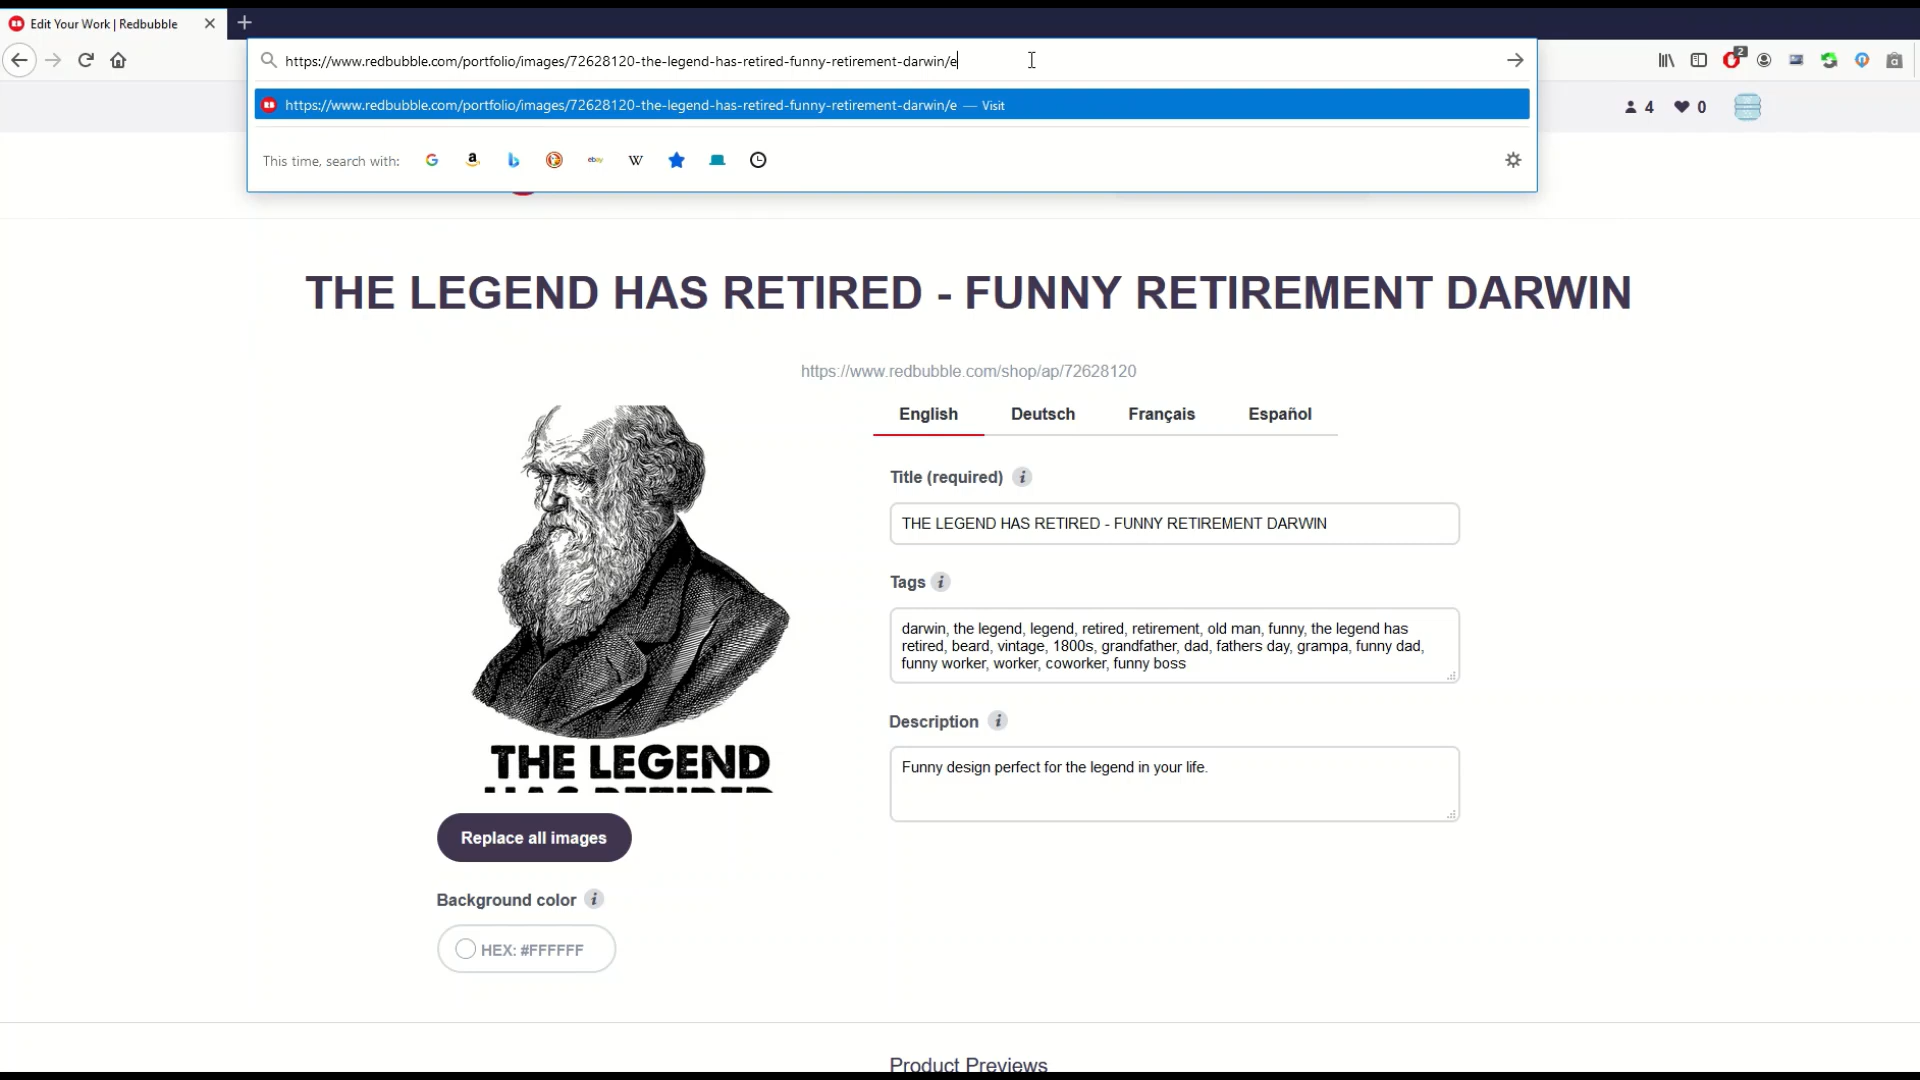 Edit Your Work | Redbubble
https://www.redbubble.com/portfolio/images/72628120-the-legend-has-retired-funny-retirement-darwin/e
https://www.redbubble.com/portfolio/images/72628120-the-legend-has-retired-funny-retirement-darwin/e — Visit
2
4 0
This time, search with: G a ebay W
THE LEGEND HAS RETIRED - FUNNY RETIREMENT DARWIN
https://www.redbubble.com/shop/ap/72628120
English Deutsch Français Español
Title (required) i
THE LEGEND HAS RETIRED - FUNNY RETIREMENT DARWIN
Tags i
darwin, the legend, legend, retired, retirement, old man, funny, the legend has
retired, beard, vintage, 1800s, grandfather, dad, fathers day, grampa, funny dad,
funny worker, worker, coworker, funny boss
Description i
Funny design perfect for the legend in your life.
THE LEGEND
HAS RETIRED
Replace all images
Background color i
HEX: #FFFFFF
Product Previews